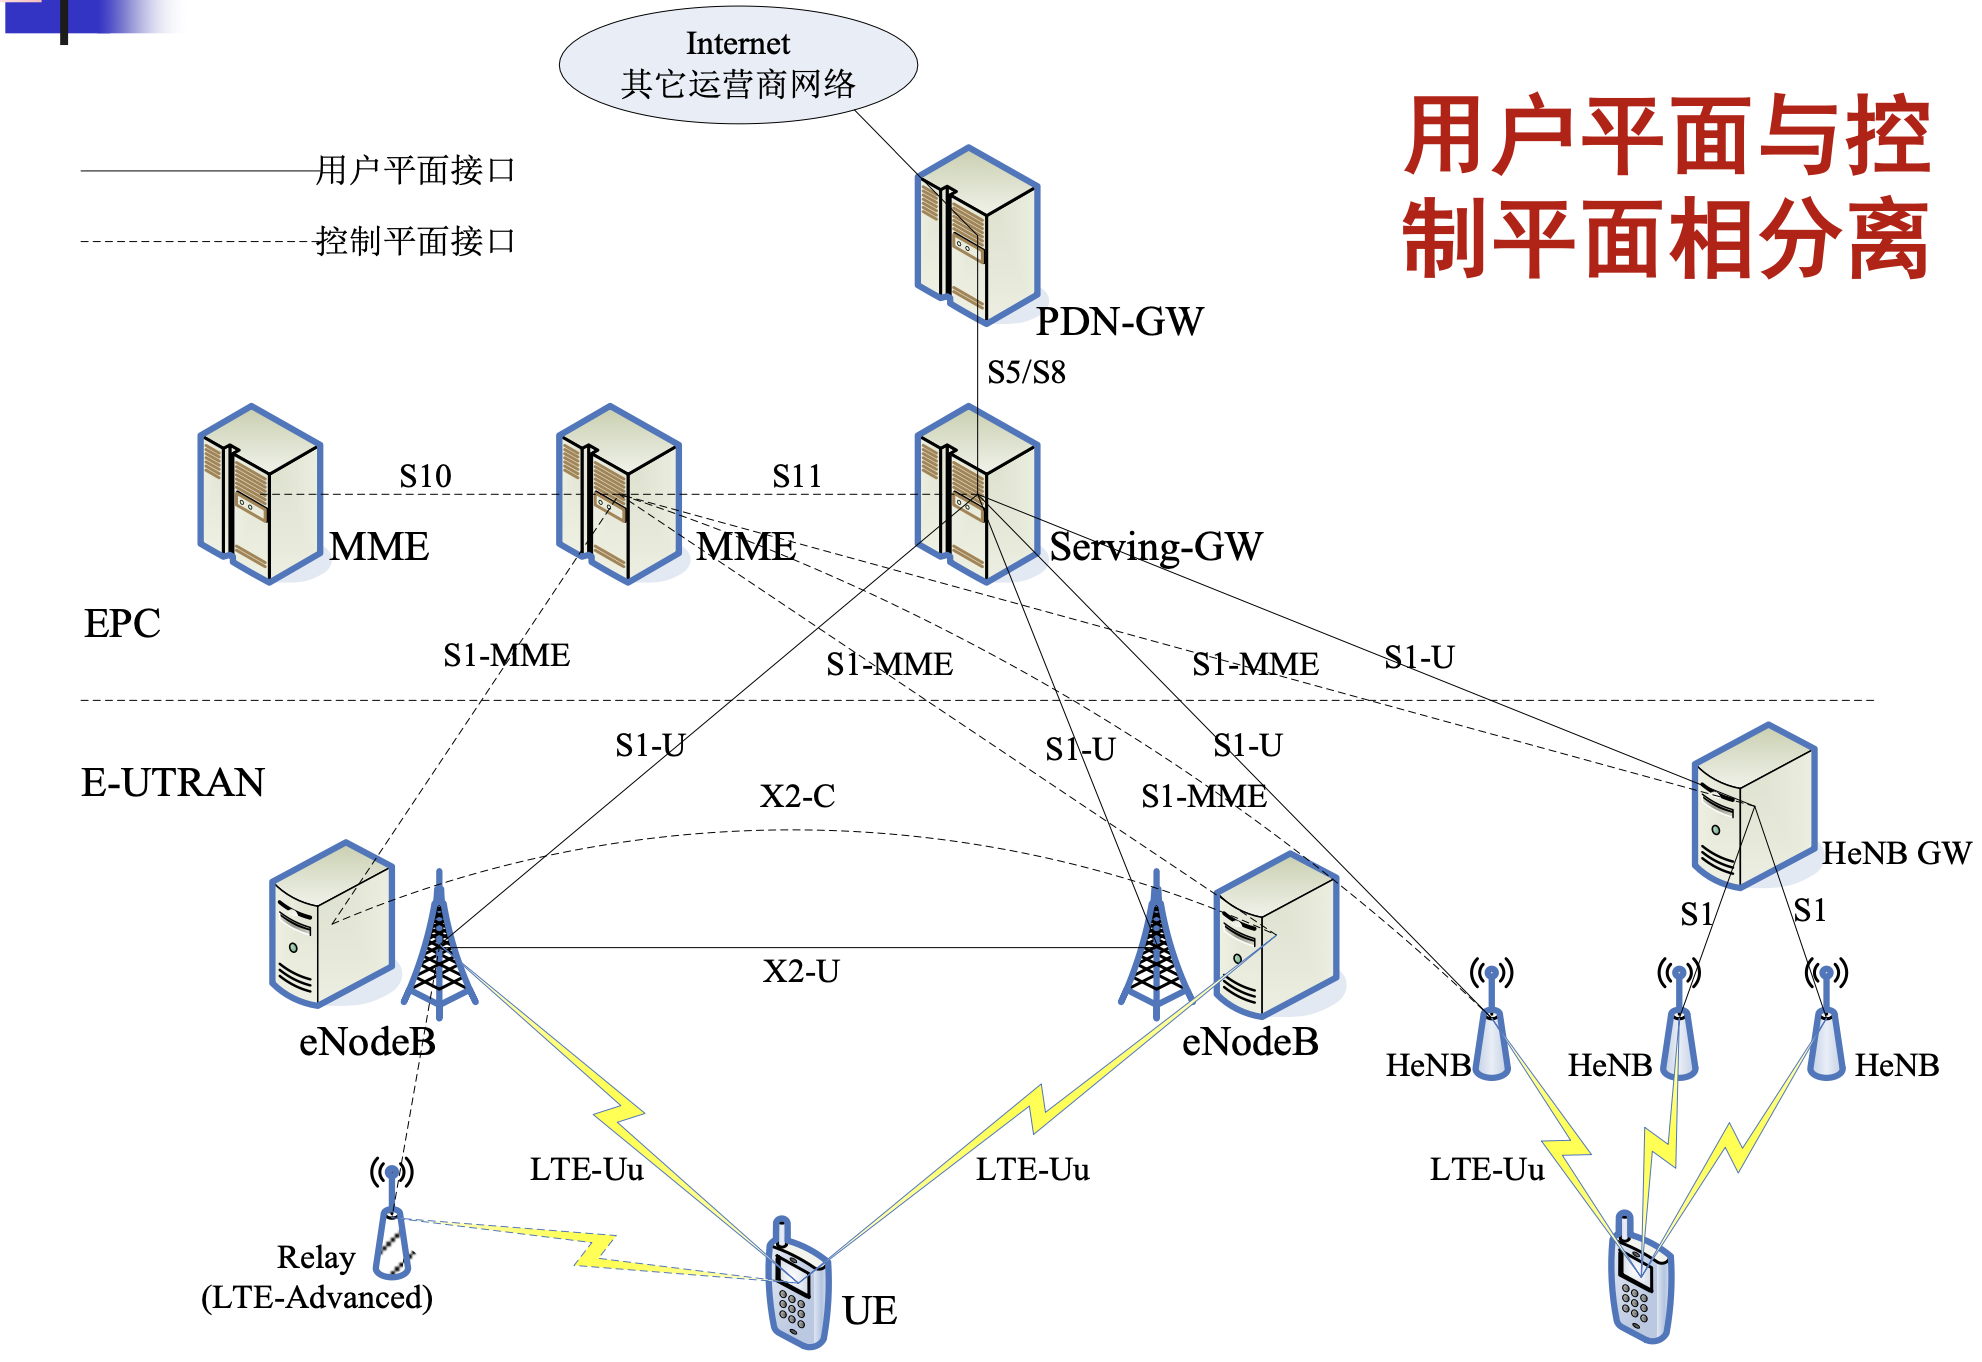 Internet
其它运营商网络
用户平面与控
制平面相分离
用户平面接口
控制平面接口
PDN-GW
S5/S8
S10
S11
MME
MME
Serving-GW
EPC
S1-MME
S1-MME
S1-MME
S1-U
S1-U
S1-U
S1-U
E-UTRAN
X2-C
S1-MME
HeNB GW
S1
S1
X2-U
eNodeB
eNodeB
HeNB
HeNB
HeNB
LTE-Uu
LTE-Uu
LTE-Uu
Relay
(LTE-Advanced)
UE